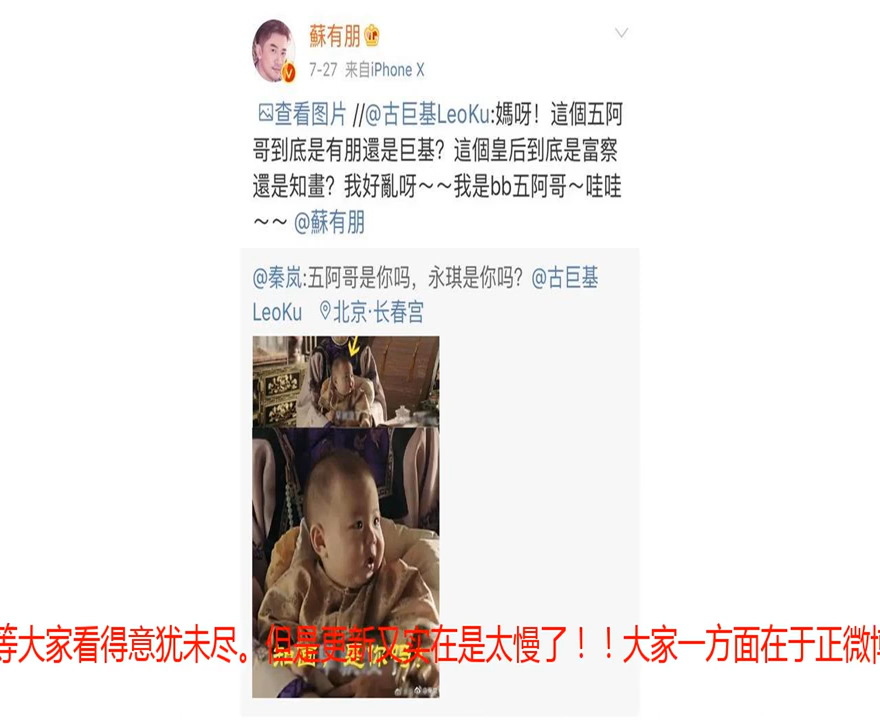 蘇有朋
7-27 来自iPhone X
查看图片 //@古巨基LeoKu:媽呀！這個五阿
哥到底是有朋還是巨基？這個皇后到底是富察
還是知畫？我好亂呀～～我是bb五阿哥～哇哇
～～ @蘇有朋
@秦岚:五阿哥是你吗，永琪是你吗？@古巨基
LeoKu 北京·长春宫
等大家看得意犹未尽。但是更新又实在是太慢了！！大家一方面在于正微博
是你吗